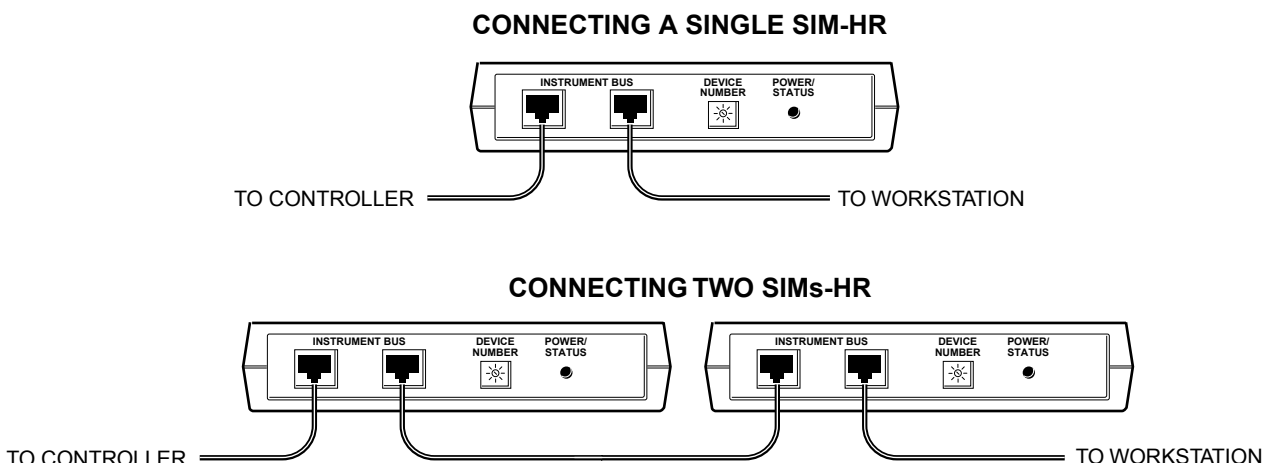 CONNECTING A SINGLE SIM-HR
INSTRUMENT BUS
DEVICE NUMBER
POWER/ STATUS
TO CONTROLLER
TO WORKSTATION
CONNECTING TWO SIMs-HR
INSTRUMENT BUS
DEVICE NUMBER
POWER/ STATUS
INSTRUMENT BUS
DEVICE NUMBER
POWER/ STATUS
TO CONTROLLER
TO WORKSTATION